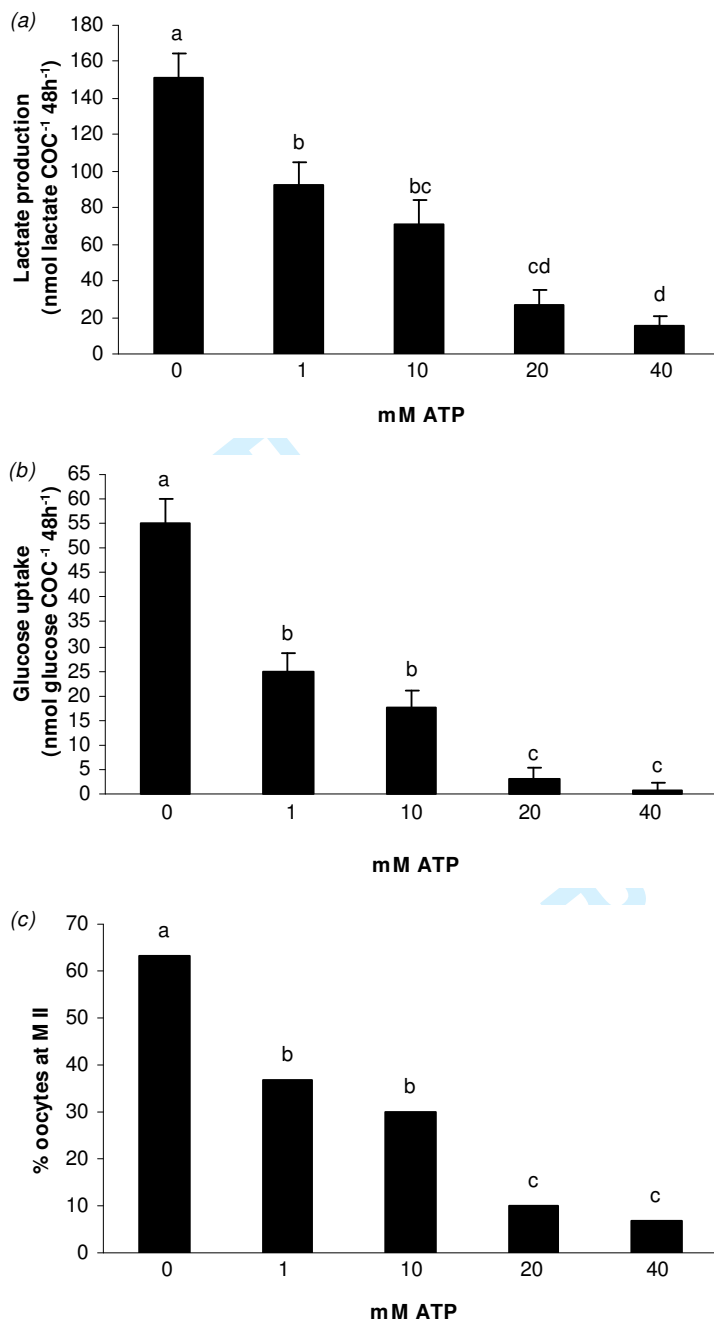 (a)
a
180
160
140
120
100
80
60
40
20
0
Lactate production
(nmol lactate COC⁻¹ 48h⁻¹)
b
bc
cd
d
0 1 10 20 40
mM ATP
(b)
65
60
55
50
45
40
35
30
25
20
15
10
5
0
Glucose uptake
(nmol glucose COC⁻¹ 48h⁻¹)
a
b
b
c
c
0 1 10 20 40
mM ATP
(c)
70
60
50
40
30
20
10
0
% oocytes at M II
a
b
b
c
c
0 1 10 20 40
mM ATP